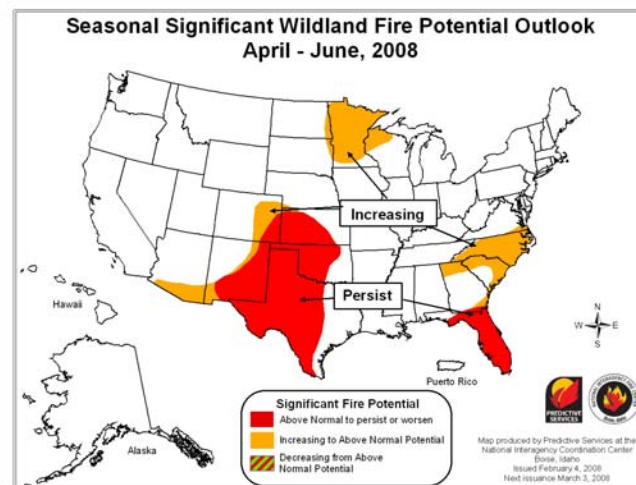 Seasonal Significant Wildland Fire Potential Outlook
April - June, 2008
Increasing
Persist
Hawaii
Alaska
Puerto Rico
N
W
E
S
Significant Fire Potential
Above Normal to persist or worsen
Increasing to Above Normal Potential
Decreasing from Above
Normal Potential
PREDICTIVE
SERVICES
Map produced by Predictive Services at the
National Interagency Coordination Center
Boise, Idaho
Issued February 4, 2008
Next issuance March 3, 2008